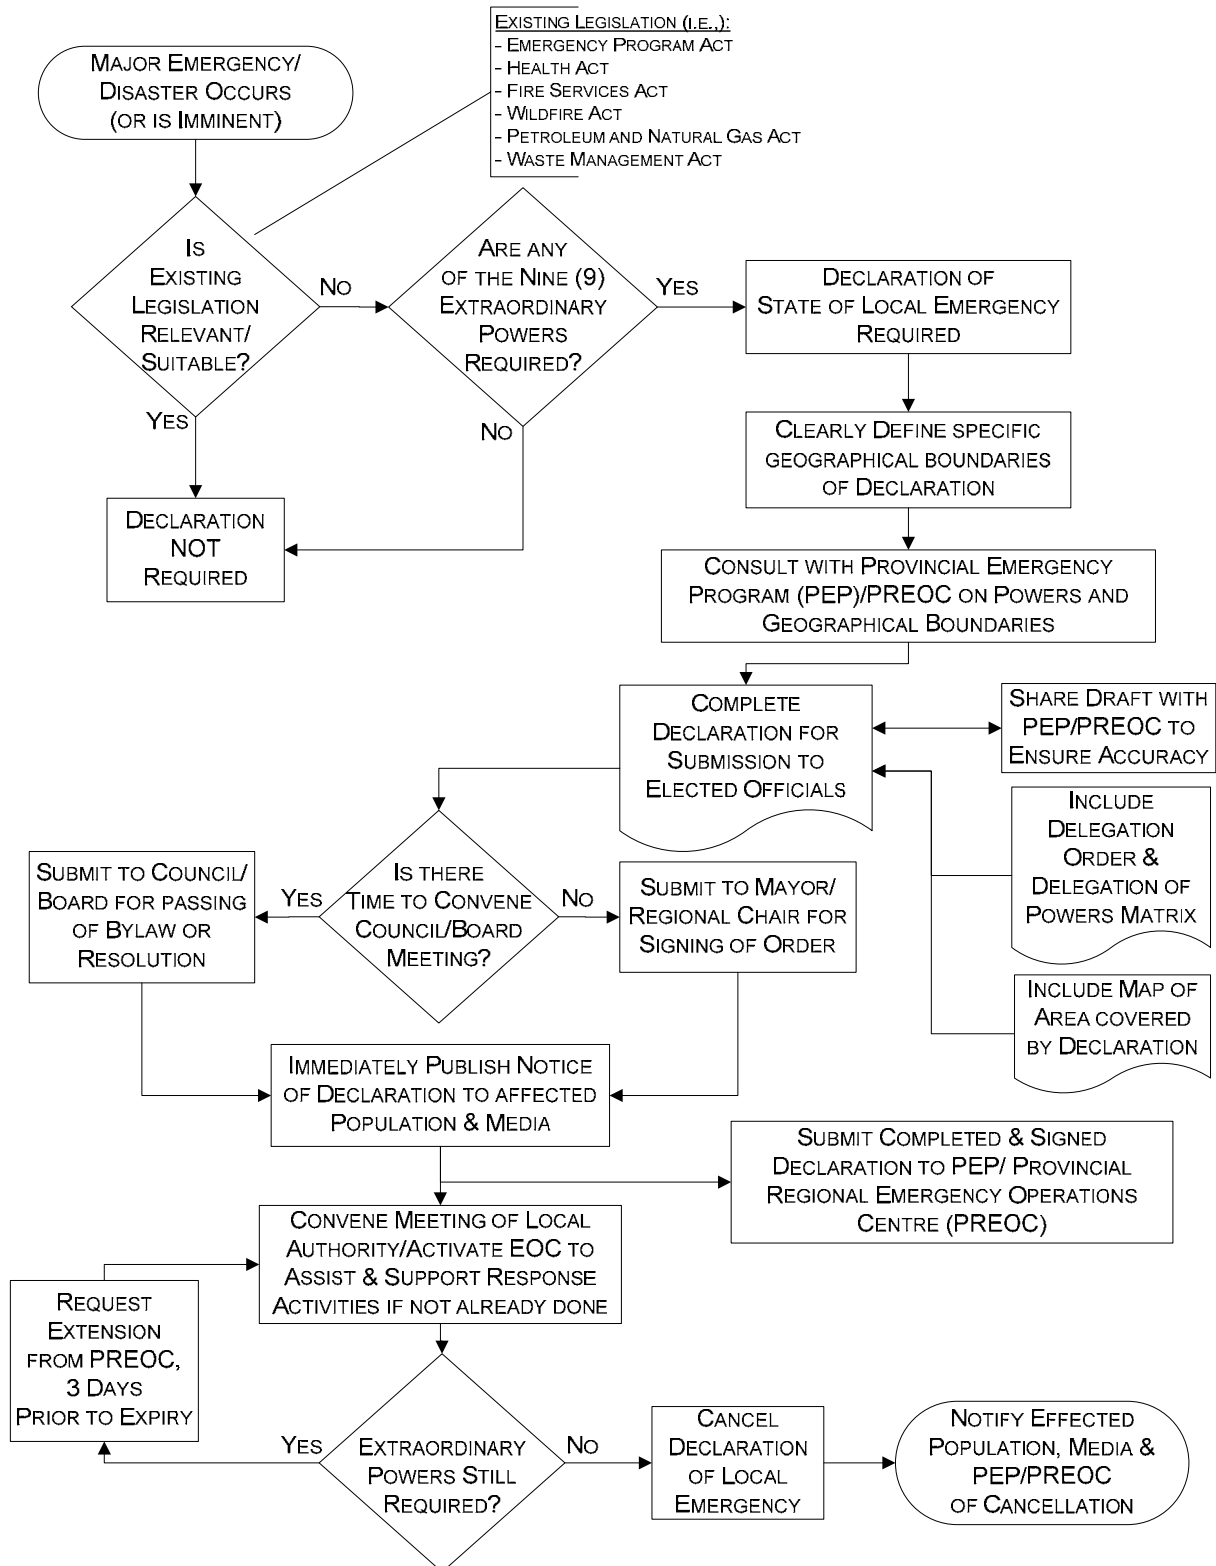 MAJOR EMERGENCY/
DISASTER OCCURS
(OR IS IMMINENT)
EXISTING LEGISLATION (I.E.,):
- EMERGENCY PROGRAM ACT
- HEALTH ACT
- FIRE SERVICES ACT
- WILDFIRE ACT
- PETROLEUM AND NATURAL GAS ACT
- WASTE MANAGEMENT ACT
IS
EXISTING
LEGISLATION
RELEVANT/
SUITABLE?
NO
YES
ARE ANY
OF THE NINE (9)
EXTRAORDINARY
POWERS
REQUIRED?
YES
NO
DECLARATION OF
STATE OF LOCAL EMERGENCY
REQUIRED
DECLARATION
NOT
REQUIRED
CLEARLY DEFINE SPECIFIC
GEOGRAPHICAL BOUNDARIES
OF DECLARATION
CONSULT WITH PROVINCIAL EMERGENCY
PROGRAM (PEP)/PREOC ON POWERS AND
GEOGRAPHICAL BOUNDARIES
COMPLETE
DECLARATION FOR
SUBMISSION TO
ELECTED OFFICIALS
SHARE DRAFT WITH
PEP/PREOC TO
ENSURE ACCURACY
INCLUDE
DELEGATION
ORDER &
DELEGATION OF
POWERS MATRIX
INCLUDE MAP OF
AREA COVERED
BY DECLARATION
IS THERE
TIME TO CONVENE
COUNCIL/BOARD
MEETING?
YES
NO
SUBMIT TO COUNCIL/
BOARD FOR PASSING
OF BYLAW OR
RESOLUTION
SUBMIT TO MAYOR/
REGIONAL CHAIR FOR
SIGNING OF ORDER
IMMEDIATELY PUBLISH NOTICE
OF DECLARATION TO AFFECTED
POPULATION & MEDIA
SUBMIT COMPLETED & SIGNED
DECLARATION TO PEP/ PROVINCIAL
REGIONAL EMERGENCY OPERATIONS
CENTRE (PREOC)
CONVENE MEETING OF LOCAL
AUTHORITY/ACTIVATE EOC TO
ASSIST & SUPPORT RESPONSE
ACTIVITIES IF NOT ALREADY DONE
REQUEST
EXTENSION
FROM PREOC,
3 DAYS
PRIOR TO EXPIRY
YES
EXTRAORDINARY
POWERS STILL
REQUIRED?
NO
CANCEL
DECLARATION
OF LOCAL
EMERGENCY
NOTIFY EFFECTED
POPULATION, MEDIA &
PEP/PREOC
OF CANCELLATION